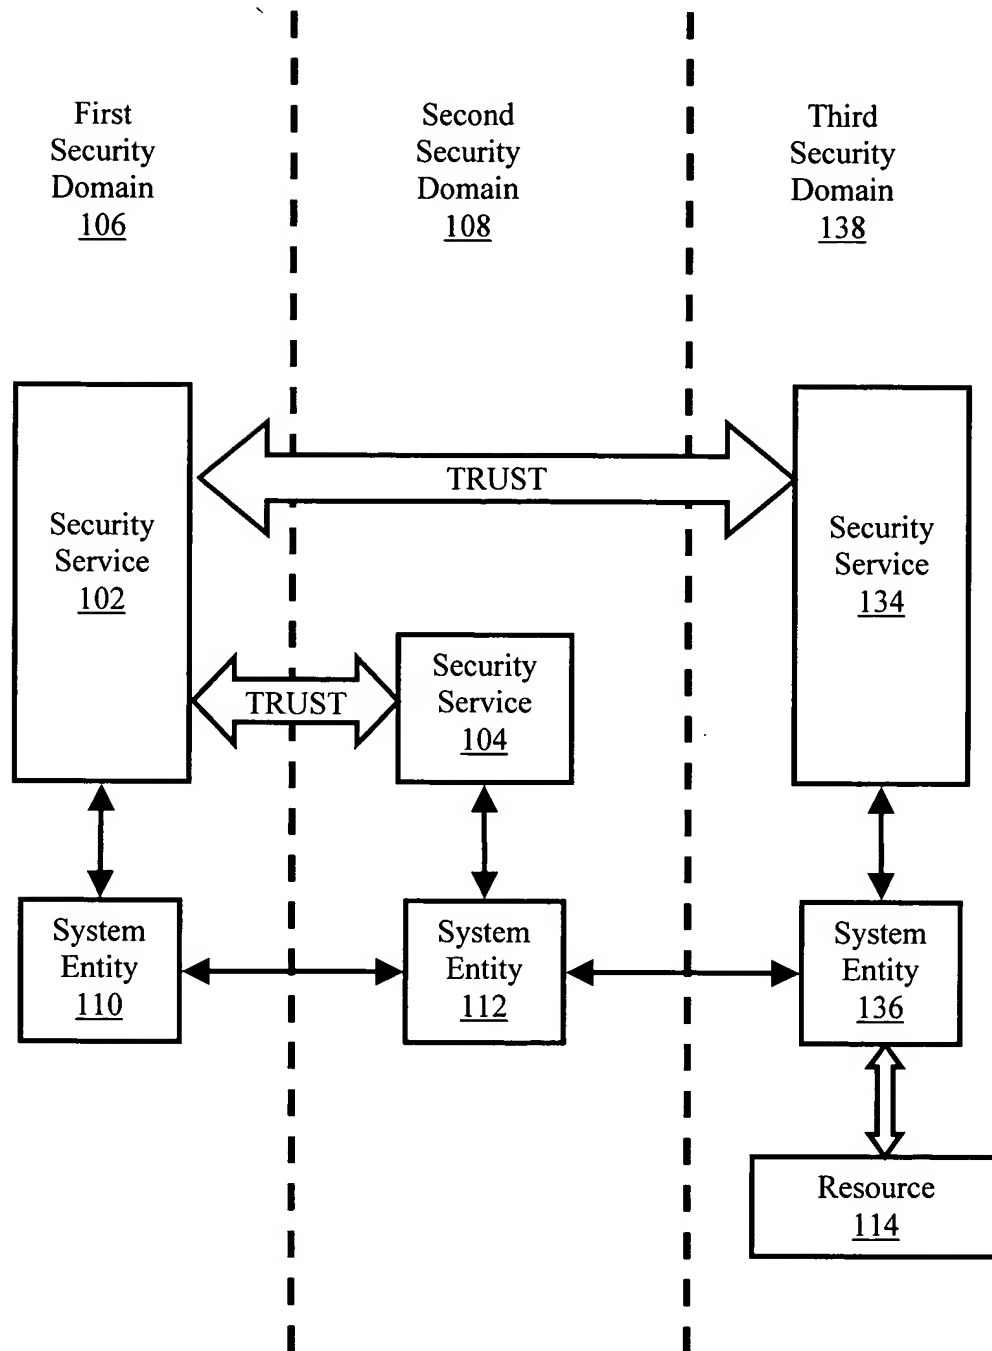 First
Security
Domain
106
Second
Security
Domain
108
Third
Security
Domain
138
TRUST
Security
Service
102
Security
Service
134
Security
Service
104
TRUST
System
Entity
110
System
Entity
112
System
Entity
136
Resource
114